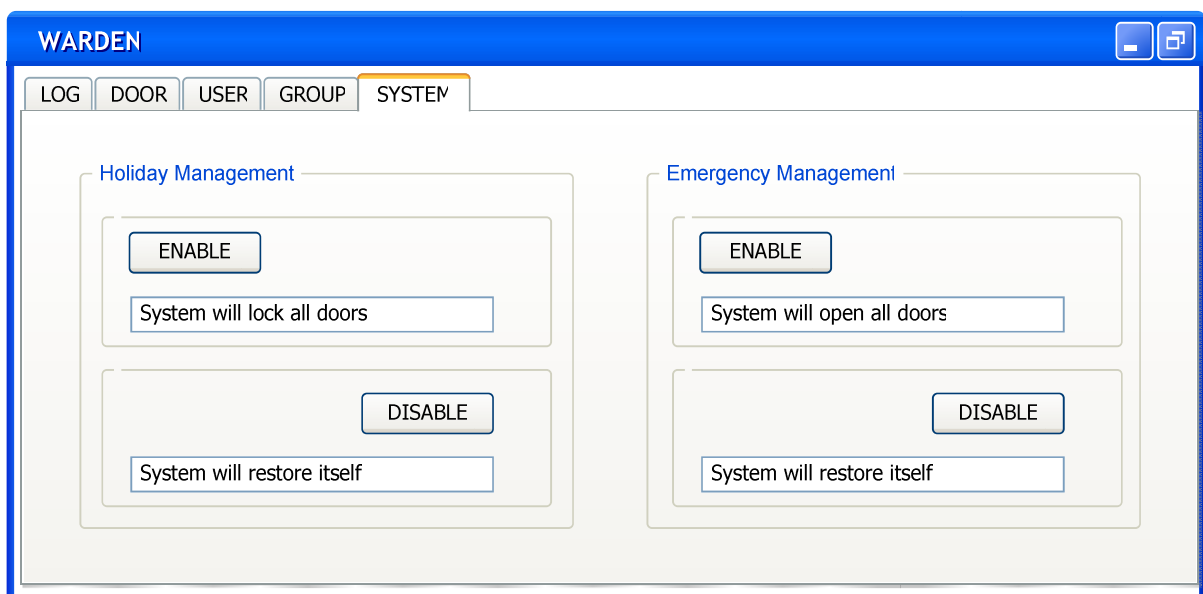 WARDEN
LOG DOOR USER GROUP SYSTEM
Holiday Management
ENABLE
System will lock all doors
DISABLE
System will restore itself
Emergency Management
ENABLE
System will open all doors
DISABLE
System will restore itself